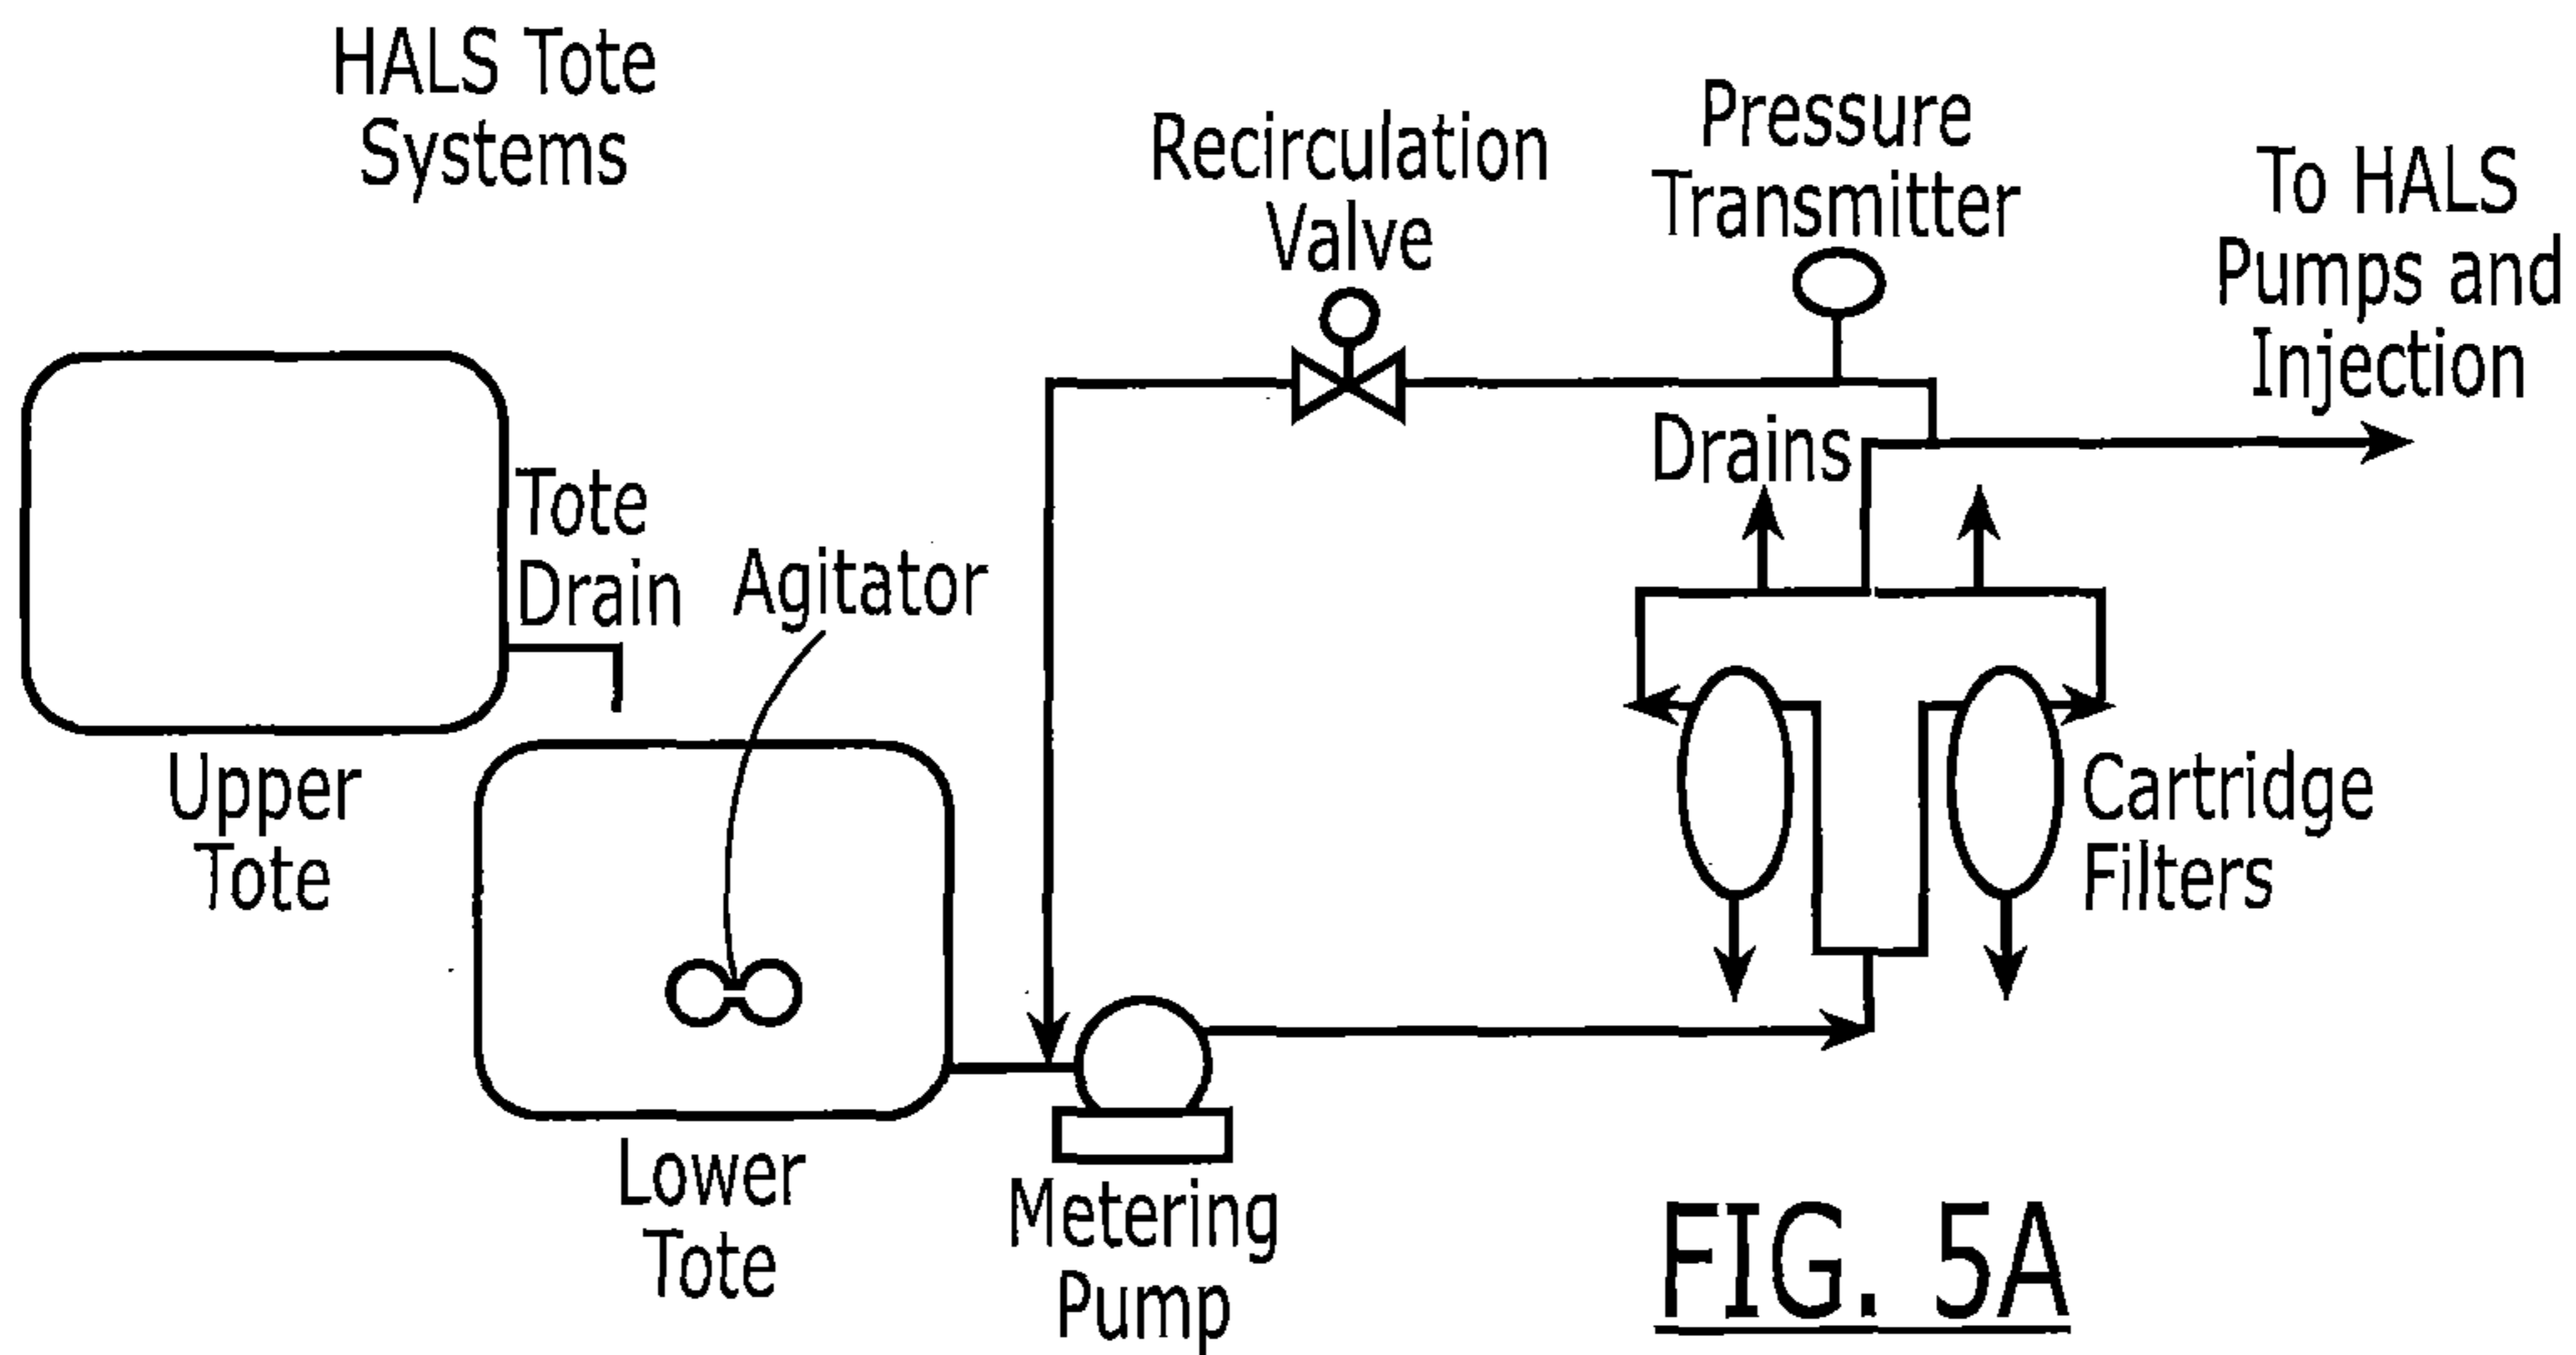 HALS Tote
Systems
Recirculation
Valve
Pressure
Transmitter
To HALS
Pumps and
Injection
Drains
Tote
Drain
Agitator
Upper
Tote
Cartridge
Filters
Lower
Tote
Metering
Pump
FIG. 5A